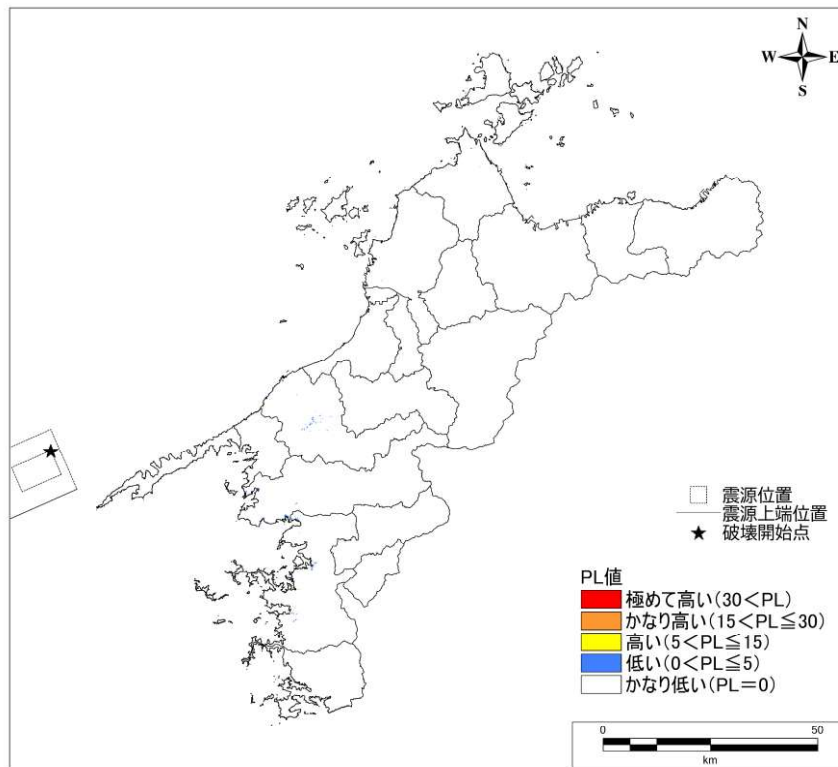 N
W E
S
震源位置
震源上端位置
破壊開始点
PL値
極めて高い(30<PL)
かなり高い(15<PL≦30)
高い(5<PL≦15)
低い(0<PL≦5)
かなり低い(PL=0)
0 50
km